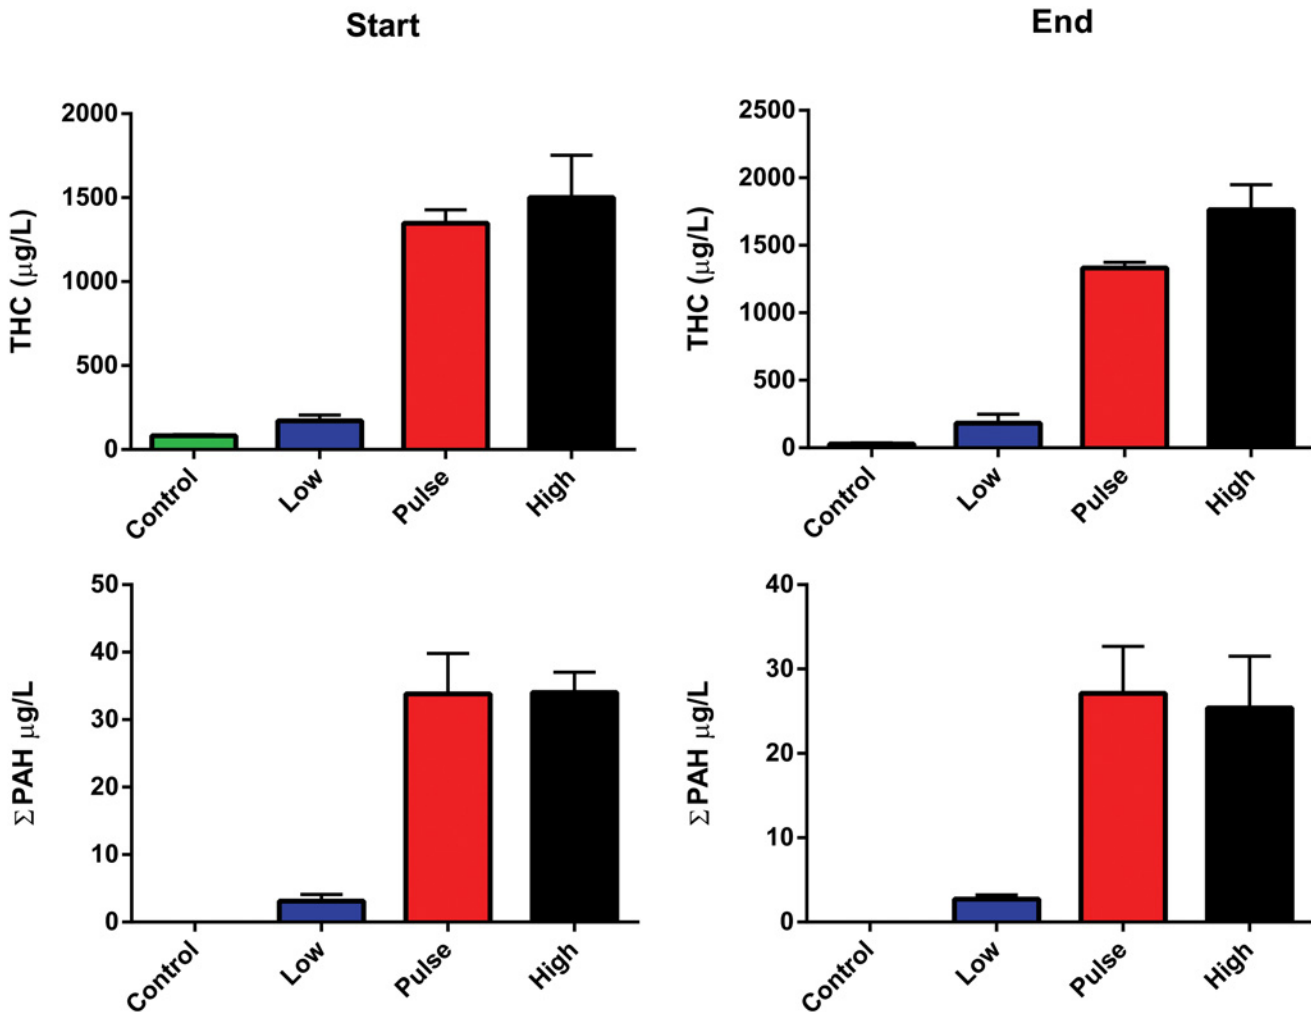 Start
End
THC (μg/L)
2000
1500
1000
500
0
Control
Low
Pulse
High
THC (μg/L)
2500
2000
1500
1000
500
0
Control
Low
Pulse
High
Σ PAH μg/L
50
40
30
20
10
0
Control
Low
Pulse
High
Σ PAH μg/L
40
30
20
10
0
Control
Low
Pulse
High